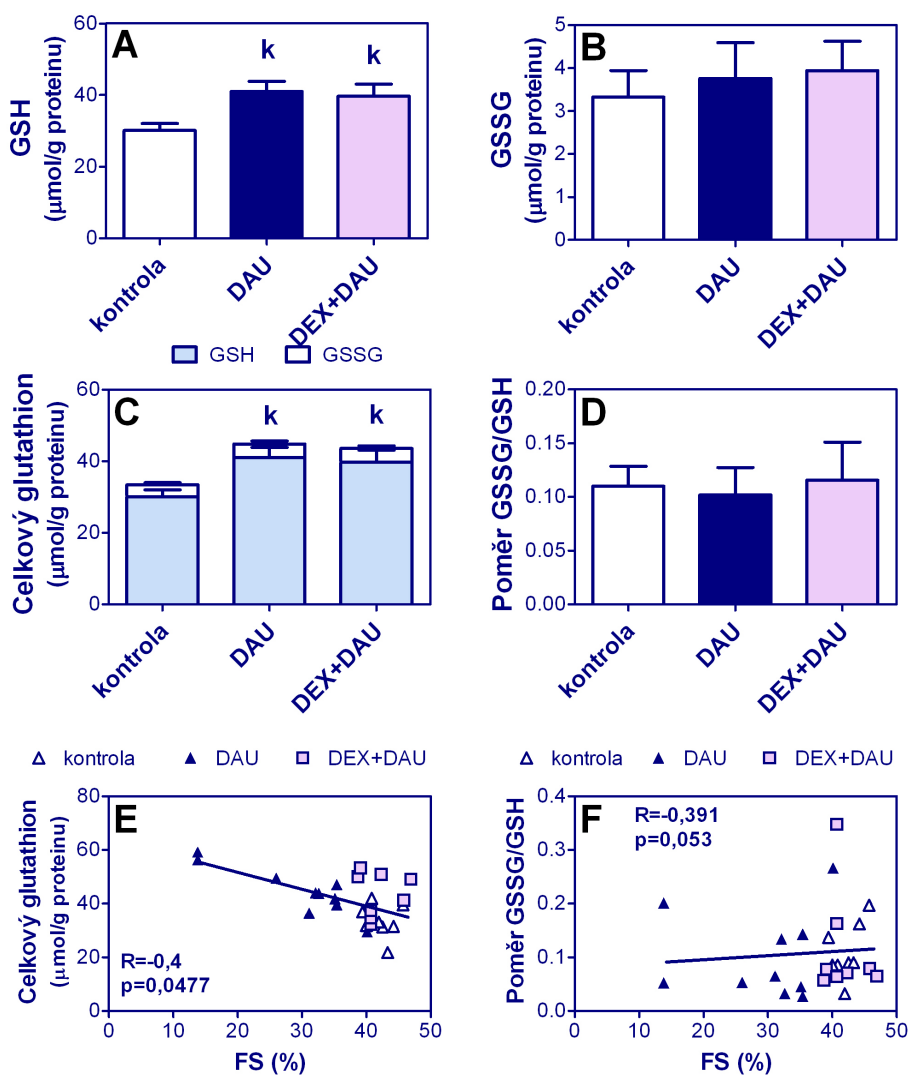 A
GSH
(µmol/g proteinu)
60
40
20
0
k
k
kontrola
DAU
DEX+DAU
B
GSSG
(µmol/g proteinu)
5
4
3
2
1
0
kontrola
DAU
DEX+DAU
GSH
GSSG
C
Celkový glutathion
(µmol/g proteinu)
60
40
20
0
k
k
kontrola
DAU
DEX+DAU
D
Poměr GSSG/GSH
0.20
0.15
0.10
0.05
0.00
kontrola
DAU
DEX+DAU
kontrola
DAU
DEX+DAU
E
Celkový glutathion
(µmol/g proteinu)
80
60
40
20
0
R=-0,4
p=0,0477
0
10
20
30
40
50
FS (%)
kontrola
DAU
DEX+DAU
F
Poměr GSSG/GSH
0.4
0.3
0.2
0.1
0.0
R=-0,391
p=0,053
0
10
20
30
40
50
FS (%)